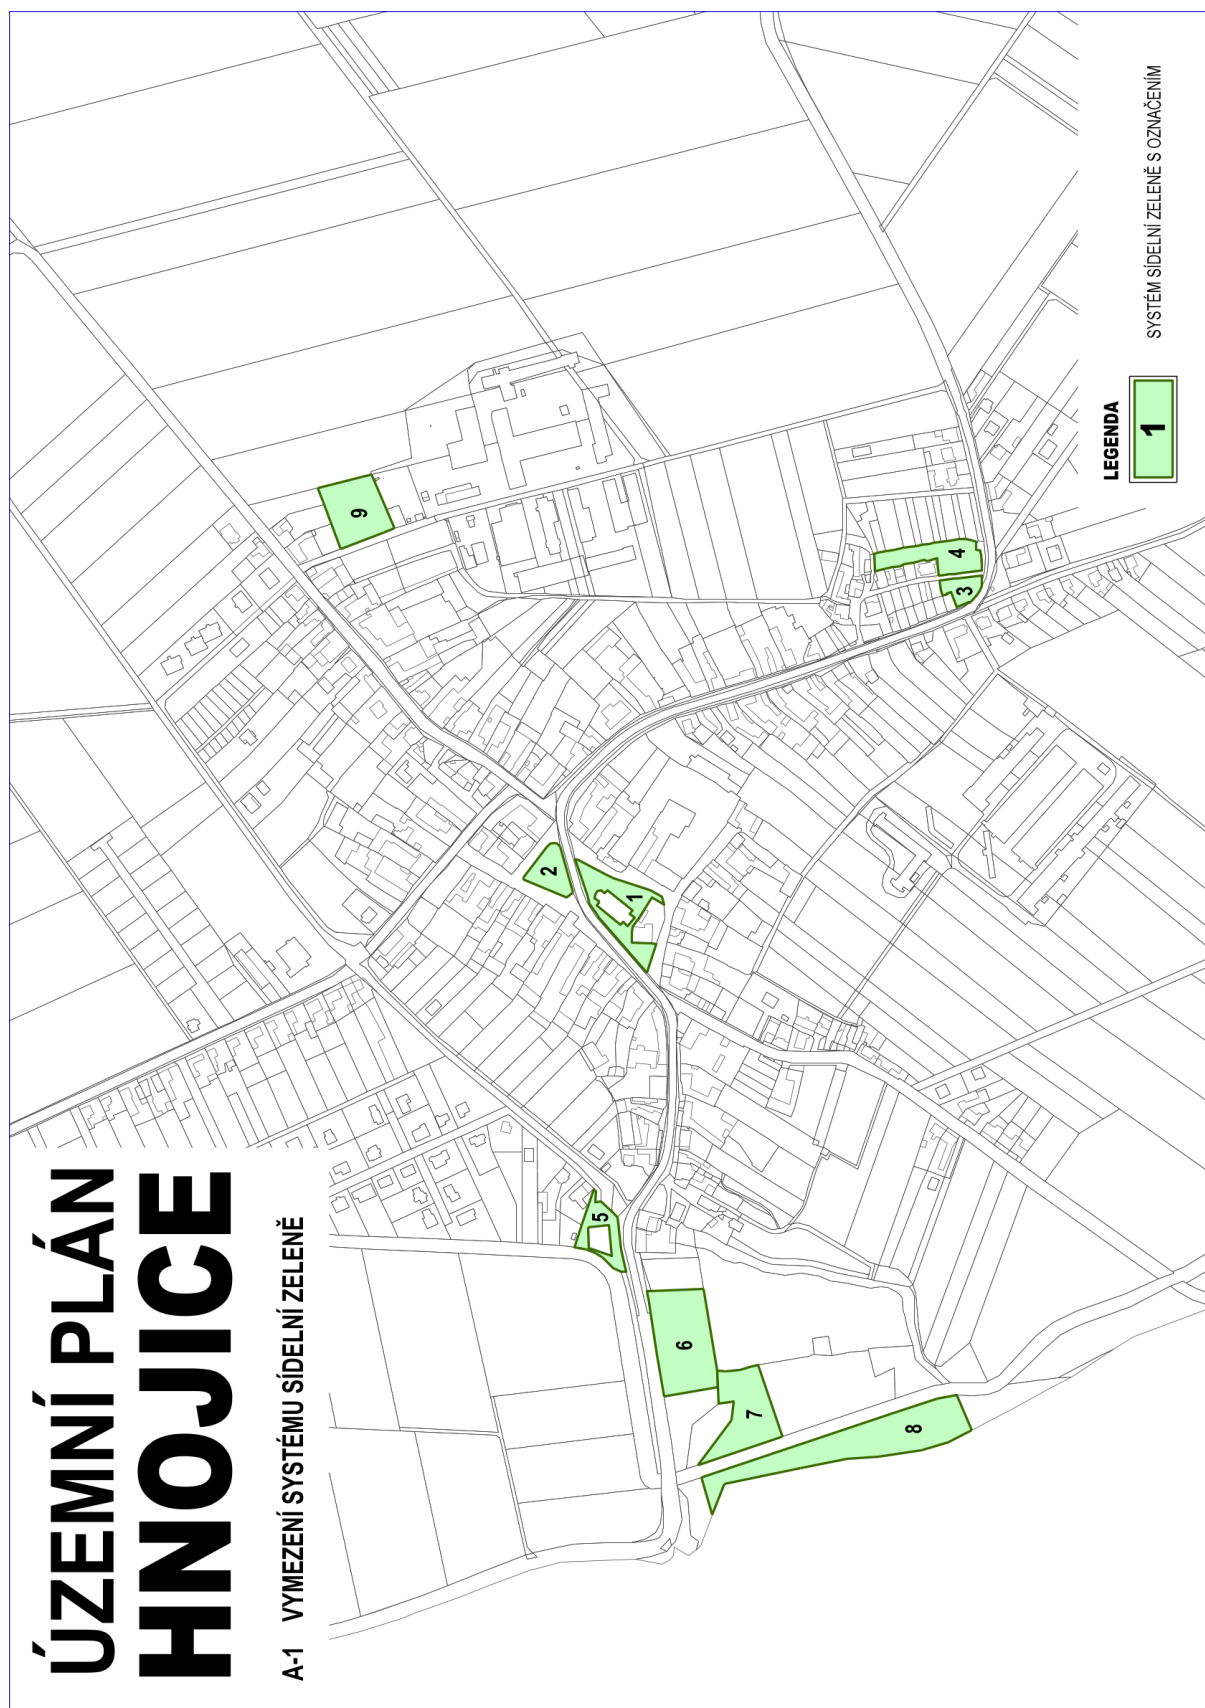 ÚZEMNÍ PLÁN
HNOJICE
A-1 VYMEZENÍ SYSTÉMU SÍDELNÍ ZELENĚ
5
6
7
8
2
1
9
4
3
LEGENDA
1
SYSTÉM SÍDELNÍ ZELENĚ S OZNAČENÍM